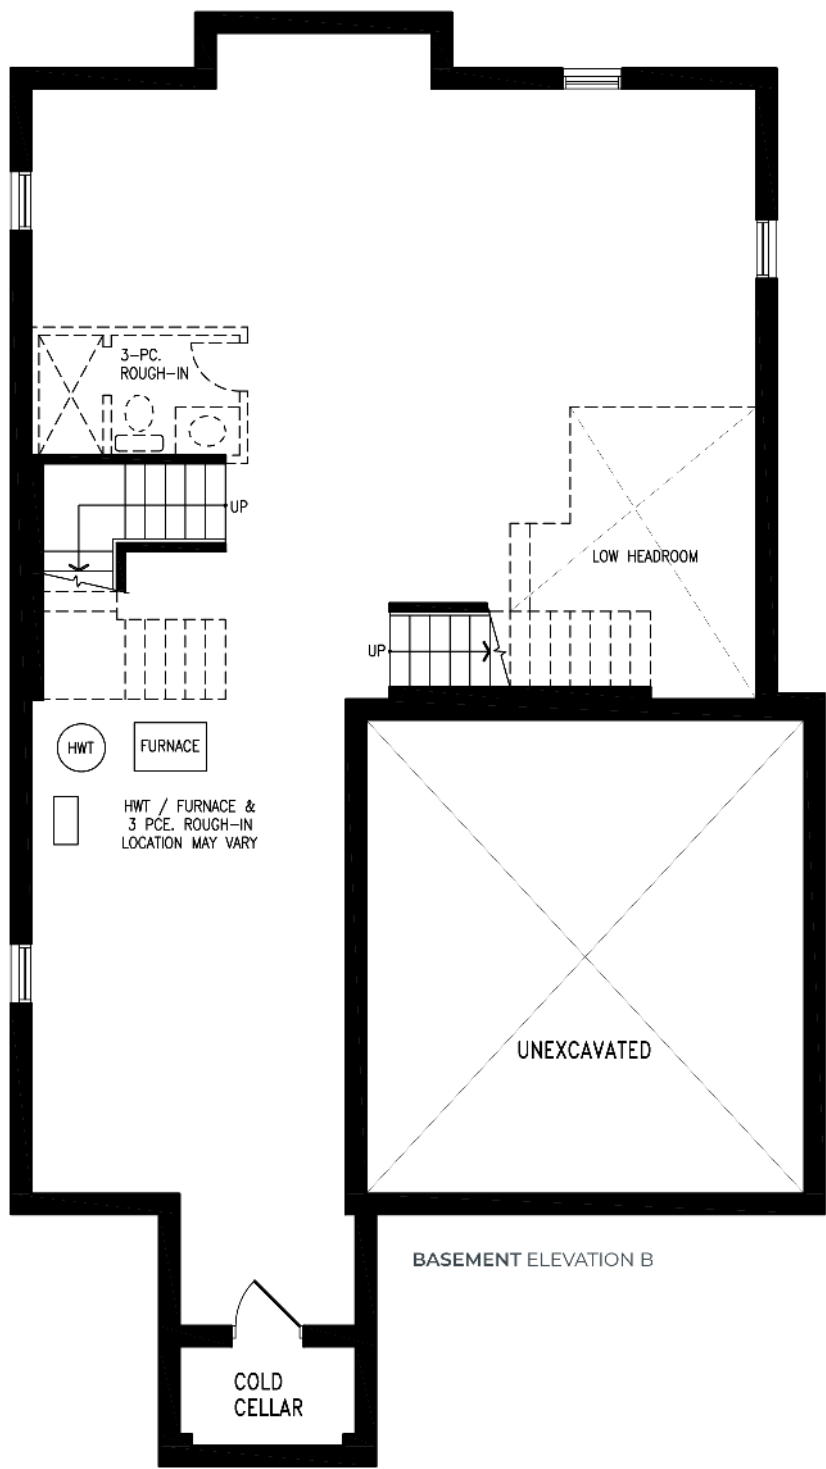 3-PC.
ROUGH-IN
UP
LOW HEADROOM
UP
HWT
FURNACE
HWT / FURNACE &
3 PCE. ROUGH-IN
LOCATION MAY VARY
UNEXCAVATED
BASEMENT ELEVATION B
COLD
CELLAR